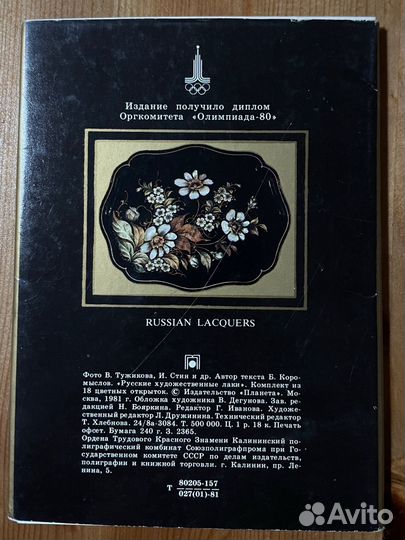 Издание получило диплом
Оргкомитета «Олимпиада-80»
RUSSIAN LACQUERS
Фото В. Тужикова, И. Стин и др. Автор текста Б. Коро-
мыслов. «Русские художественные лаки». Комплект из
18 цветных открыток. © Издательство «Планета».
Москва, 1981 г. Обложка художника В. Дегунова. Зав. ре-
дакцией Н. Бояркина. Редактор Г. Иванова. Художе-
ственный редактор Л. Дружинина. Технический редактор
Т. Хлебнова. 24/8а-3084. Т. 500 000. Ц. 1 р. 18 к. Печать
офсет. Бумага 240 г. З. 2365.
Ордена Трудового Красного Знамени Калининский по-
лиграфический комбинат Союзполиграфпрома при Го-
сударственном комитете СССР по делам издательств,
полиграфии и книжной торговли. г. Калинин, пр. Ле-
нина, 5.
Т 80205-157
027(01)-81
Avito